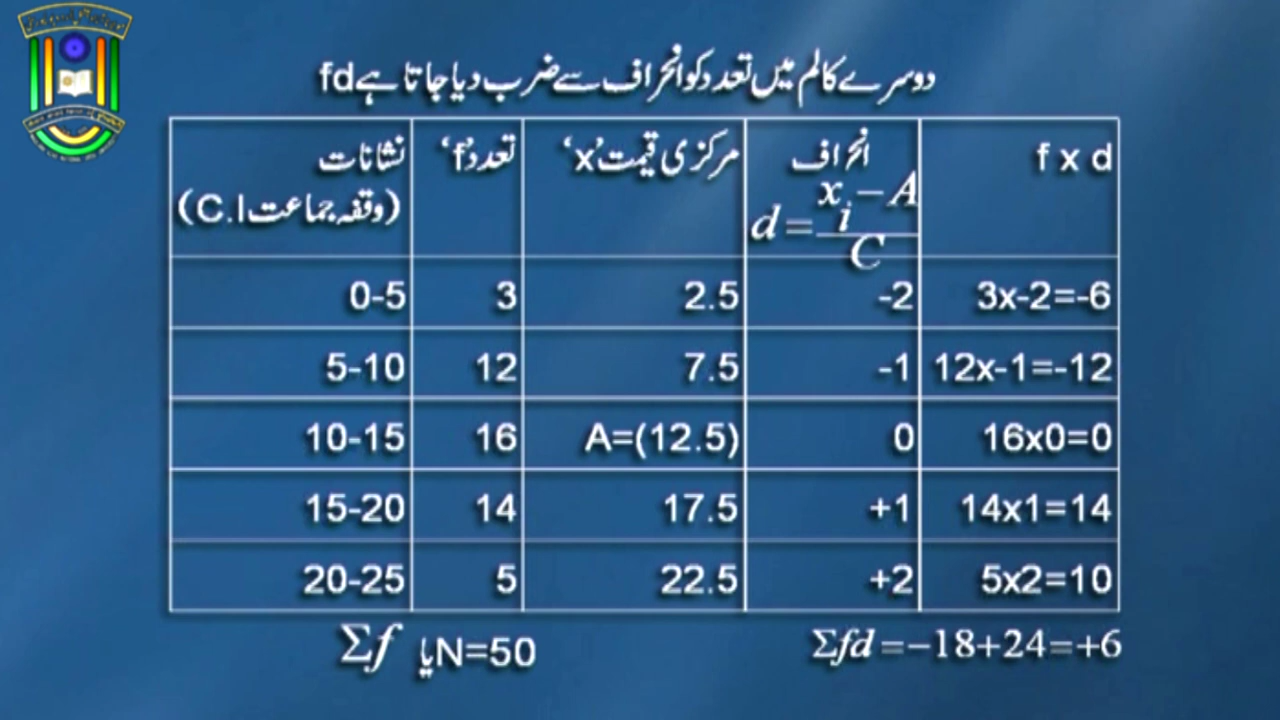 دوسرے کالم میں تعدد کو انحراف سے ضرب دیا جاتا ہے fd
نشانات (وقفہ جماعت C.I) تعدد 'f' مرکزی قیمت 'x' انحراف d = (xᵢ − A) / C f x d
0-5 3 2.5 -2 3x-2=-6
5-10 12 7.5 -1 12x-1=-12
10-15 16 A=(12.5) 0 16x0=0
15-20 14 17.5 +1 14x1=14
20-25 5 22.5 +2 5x2=10
Σf یا N=50 Σfd=−18+24=+6